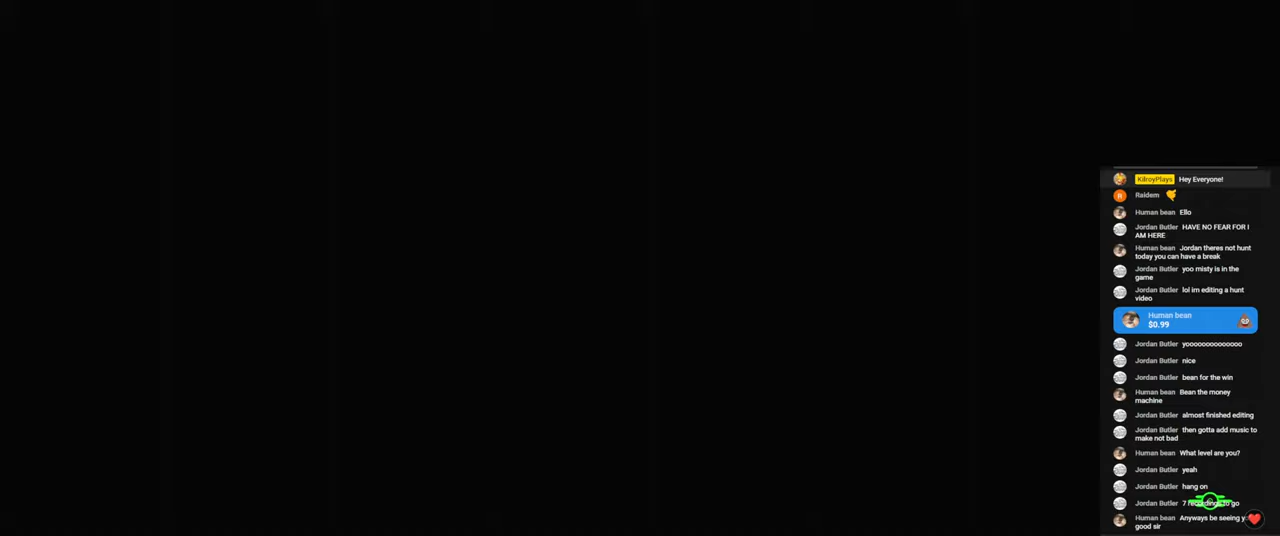 KilroyPlays Hey Everyone!
Raidem
Human bean Ello
Jordan Butler HAVE NO FEAR FOR I
AM HERE
Human bean Jordan theres not hunt
today you can have a break
Jordan Butler yoo misty is in the
game
Jordan Butler lol im editing a hunt
video
Human bean
$0.99
Jordan Butler yoooooooooooooo
Jordan Butler nice
Jordan Butler bean for the win
Human bean Bean the money
machine
Jordan Butler almost finished editing
Jordan Butler then gotta add music to
make not bad
Human bean What level are you?
Jordan Butler yeah
Jordan Butler hang on
Jordan Butler 7 recordings to go
Human bean Anyways be seeing
good sir